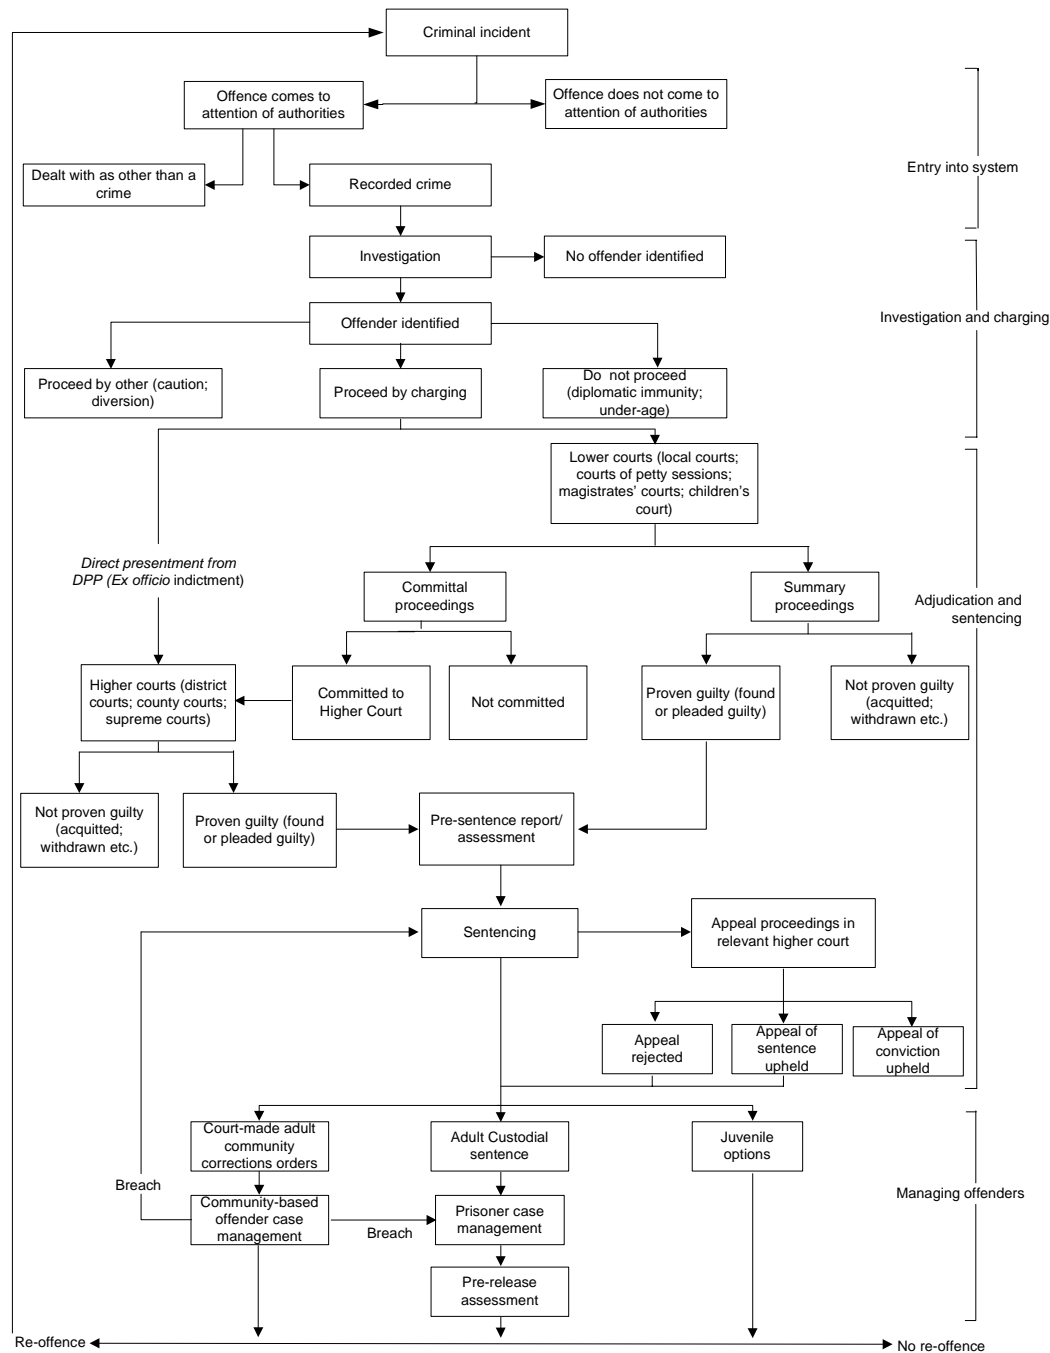 Criminal incident
Offence comes to
attention of authorities
Offence does not come to
attention of authorities
Entry into system
Dealt with as other than a
crime
Recorded crime
Investigation
No offender identified
Investigation and charging
Offender identified
Proceed by other (caution;
diversion)
Proceed by charging
Do  not proceed
(diplomatic immunity;
under-age)
Lower courts (local courts;
courts of petty sessions;
magistrates' courts; children's
court)
Direct presentment from
DPP (Ex officio indictment)
Committal
proceedings
Summary
proceedings
Adjudication and
sentencing
Higher courts (district
courts; county courts;
supreme courts)
Committed to
Higher Court
Not committed
Proven guilty (found
or pleaded guilty)
Not proven guilty
(acquitted;
withdrawn etc.)
Not proven guilty
(acquitted;
withdrawn etc.)
Proven guilty (found
or pleaded guilty)
Pre-sentence report/
assessment
Sentencing
Appeal proceedings in
relevant higher court
Appeal
rejected
Appeal of
sentence
upheld
Appeal of
conviction
upheld
Court-made adult
community
corrections orders
Adult Custodial
sentence
Juvenile
options
Breach
Managing offenders
Community-based
offender case
management
Breach
Prisoner case
management
Pre-release
assessment
Re-offence
No re-offence